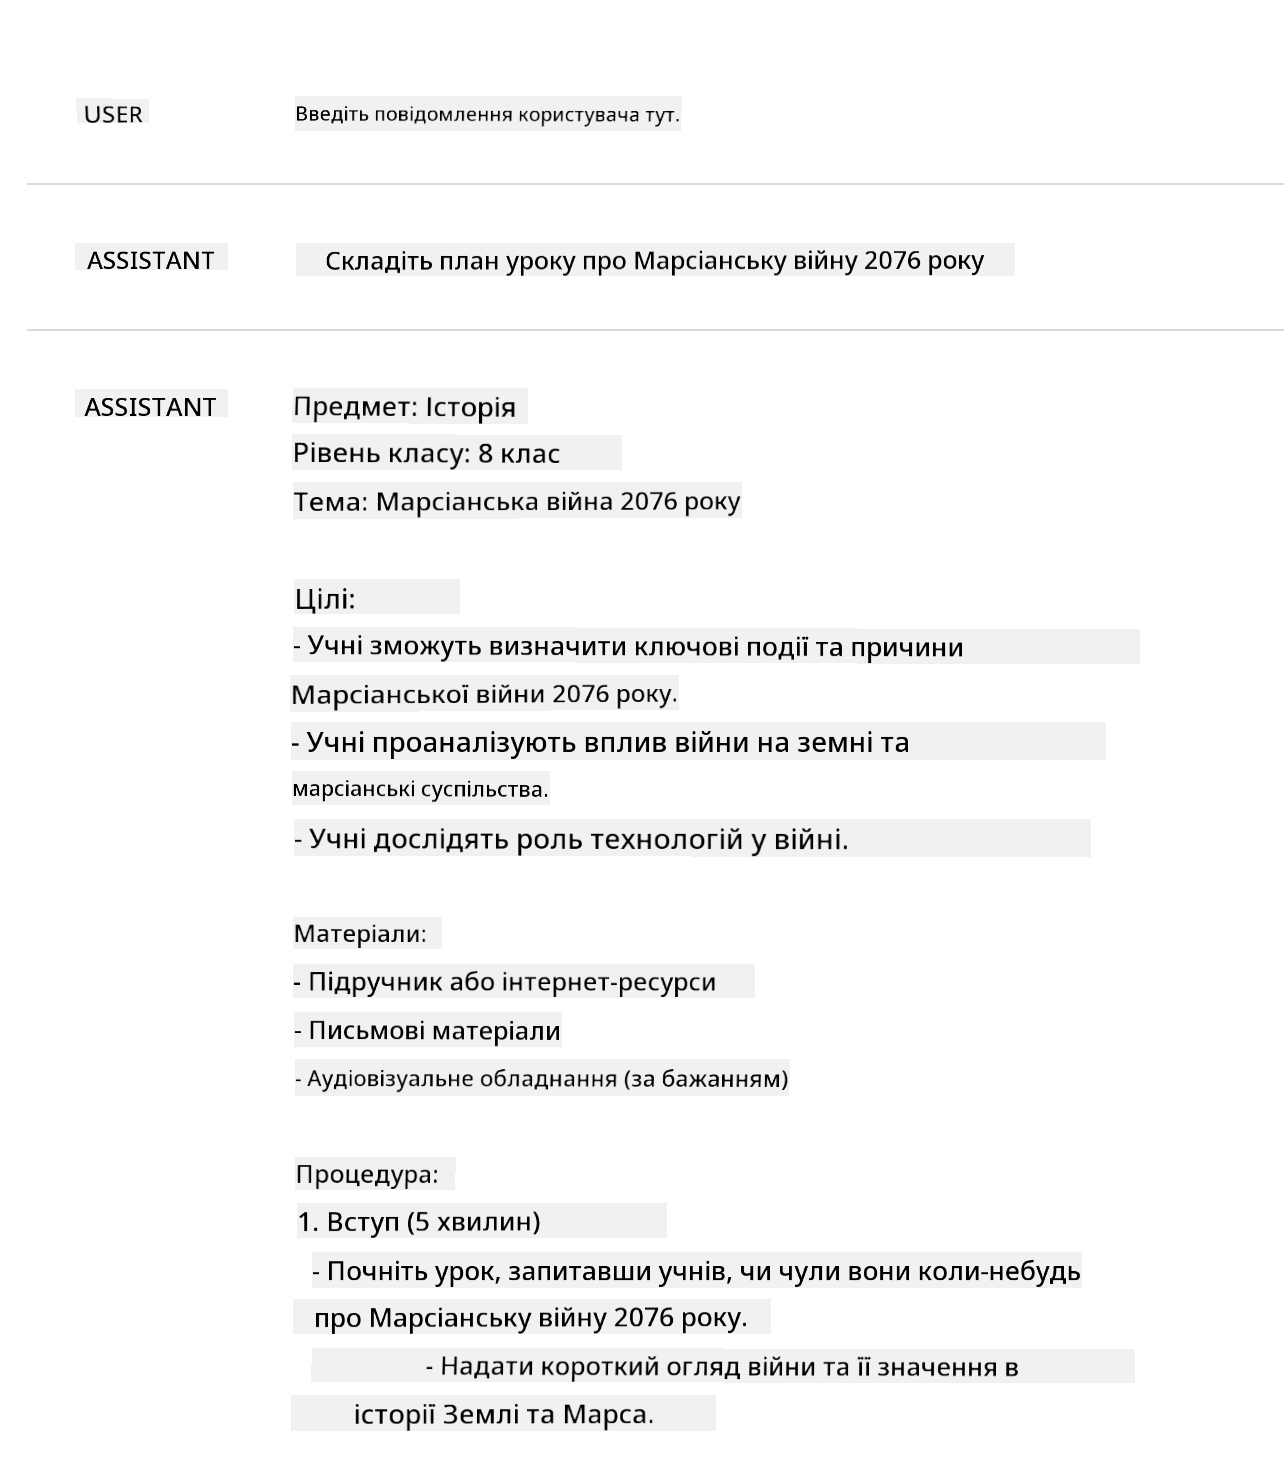 USER
Введіть повідомлення користувача тут.
ASSISTANT
Складіть план уроку про Марсіанську війну 2076 року
ASSISTANT
Предмет: Історія
Рівень класу: 8 клас
Тема: Марсіанська війна 2076 року
Цілі:
- Учні зможуть визначити ключові події та причини
Марсіанської війни 2076 року.
- Учні проаналізують вплив війни на земні та
марсіанські суспільства.
- Учні дослідять роль технологій у війні.
Матеріали:
- Підручник або інтернет-ресурси
- Письмові матеріали
- Аудіовізуальне обладнання (за бажанням)
Процедура:
1. Вступ (5 хвилин)
- Почніть урок, запитавши учнів, чи чули вони коли-небудь
про Марсіанську війну 2076 року.
- Надати короткий огляд війни та її значення в
історії Землі та Марса.